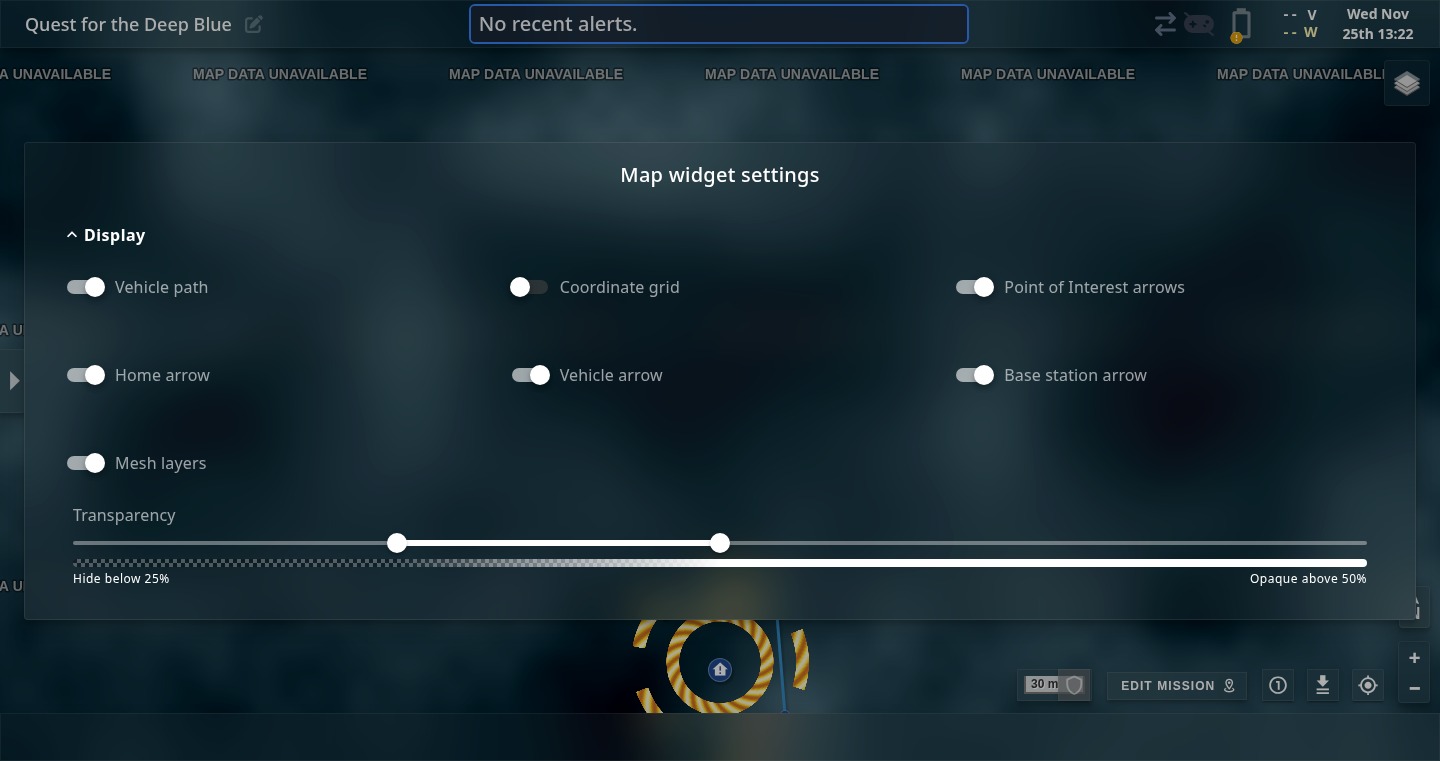 Quest for the Deep Blue
No recent alerts.
-- V
-- W
Wed Nov
25th 13:22
A UNAVAILABLE MAP DATA UNAVAILABLE MAP DATA UNAVAILABLE MAP DATA UNAVAILABLE MAP DATA UNAVAILABLE MAP DATA UNAVAILABL
Map widget settings
Display
Vehicle path
Coordinate grid
Point of Interest arrows
A U
Home arrow
Vehicle arrow
Base station arrow
Mesh layers
Transparency
Hide below 25%
Opaque above 50%
A U
N
+
30 m
EDIT MISSION
1
−